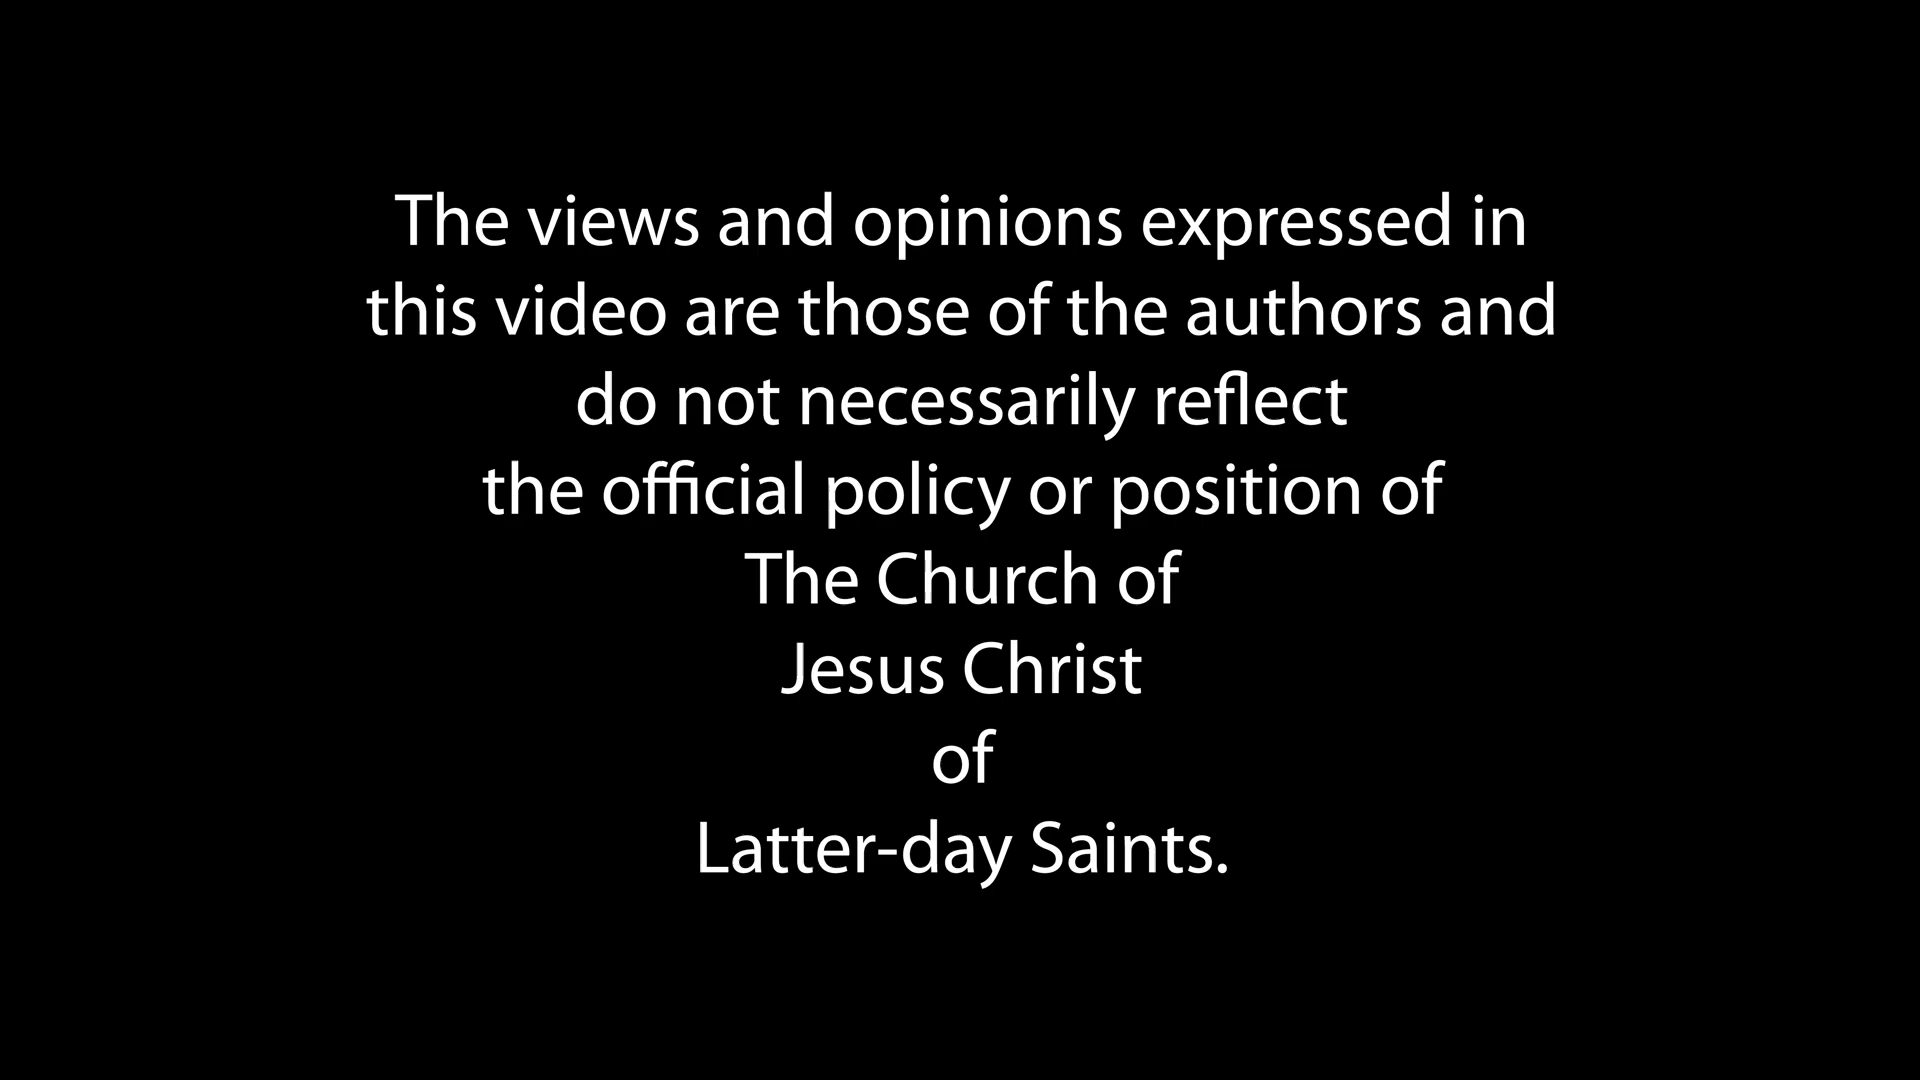 The views and opinions expressed in
this video are those of the authors and
do not necessarily reflect
the official policy or position of
The Church of
Jesus Christ
of
Latter-day Saints.